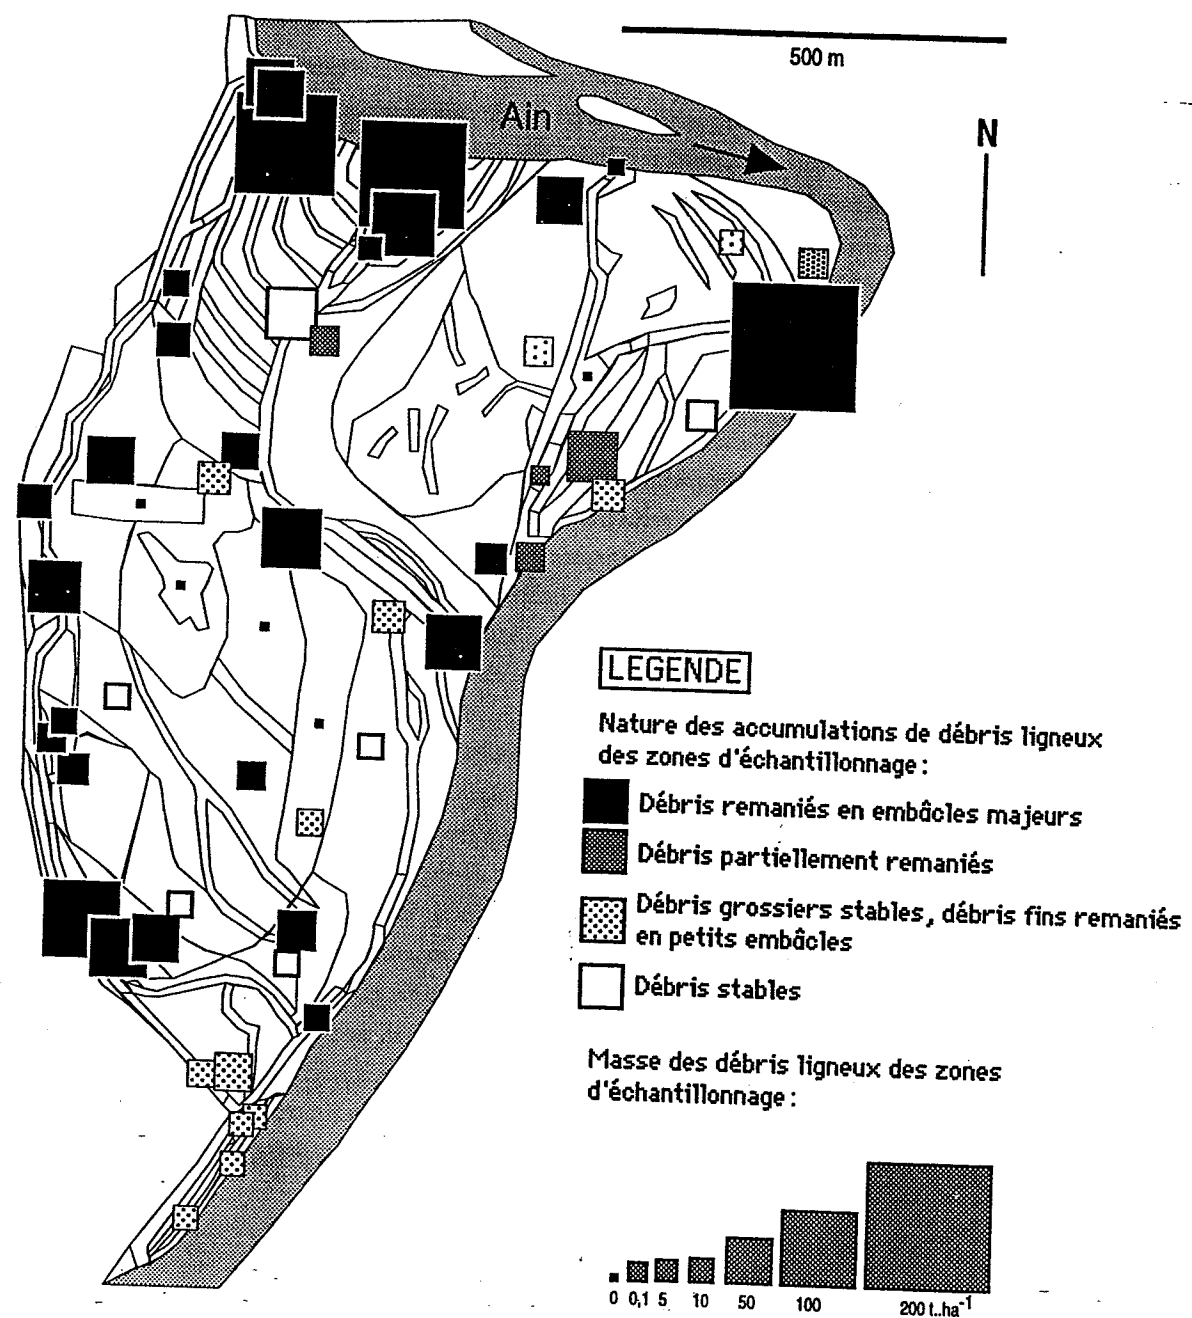 500 m
Ain
N
LEGENDE
Nature des accumulations de débris ligneux
des zones d'échantillonnage :
Débris remaniés en embâcles majeurs
Débris partiellement remaniés
Débris grossiers stables, débris fins remaniés
en petits embâcles
Débris stables
Masse des débris ligneux des zones
d'échantillonnage :
0 0,1 5 10 50 100 200 t..ha-1